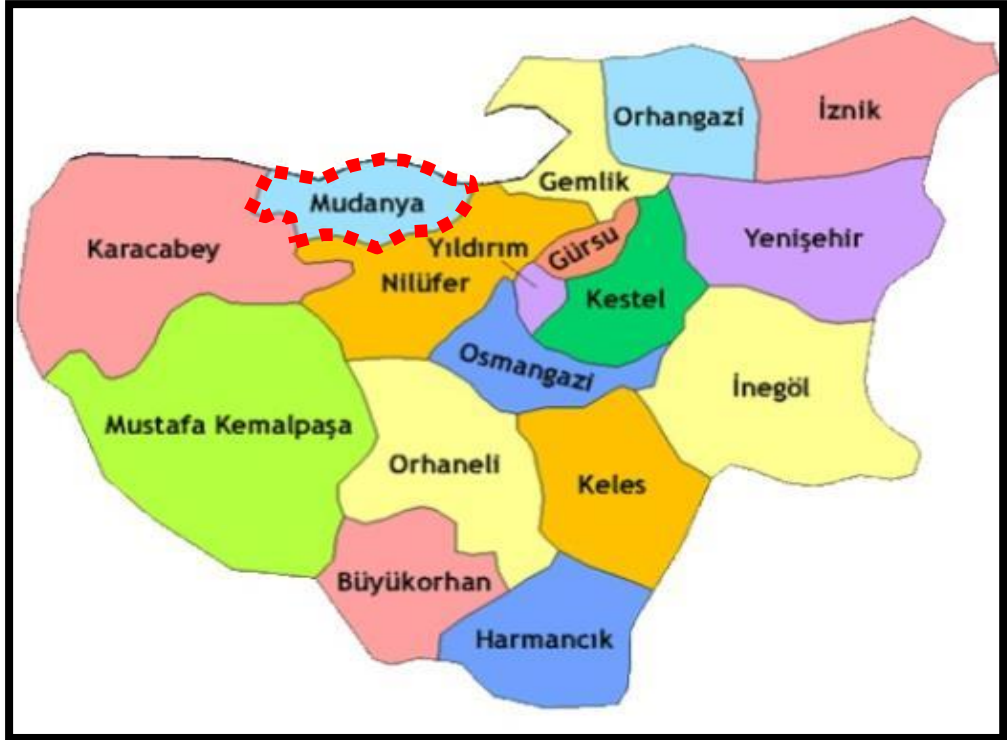 İznik
Orhangazi
Gemlik
Mudanya
Yenişehir
Karacabey
Yıldırım
Gürsu
Nilüfer
Kestel
Osmangazi
İnegöl
Mustafa Kemalpaşa
Orhaneli
Keles
Büyükorhan
Harmancık